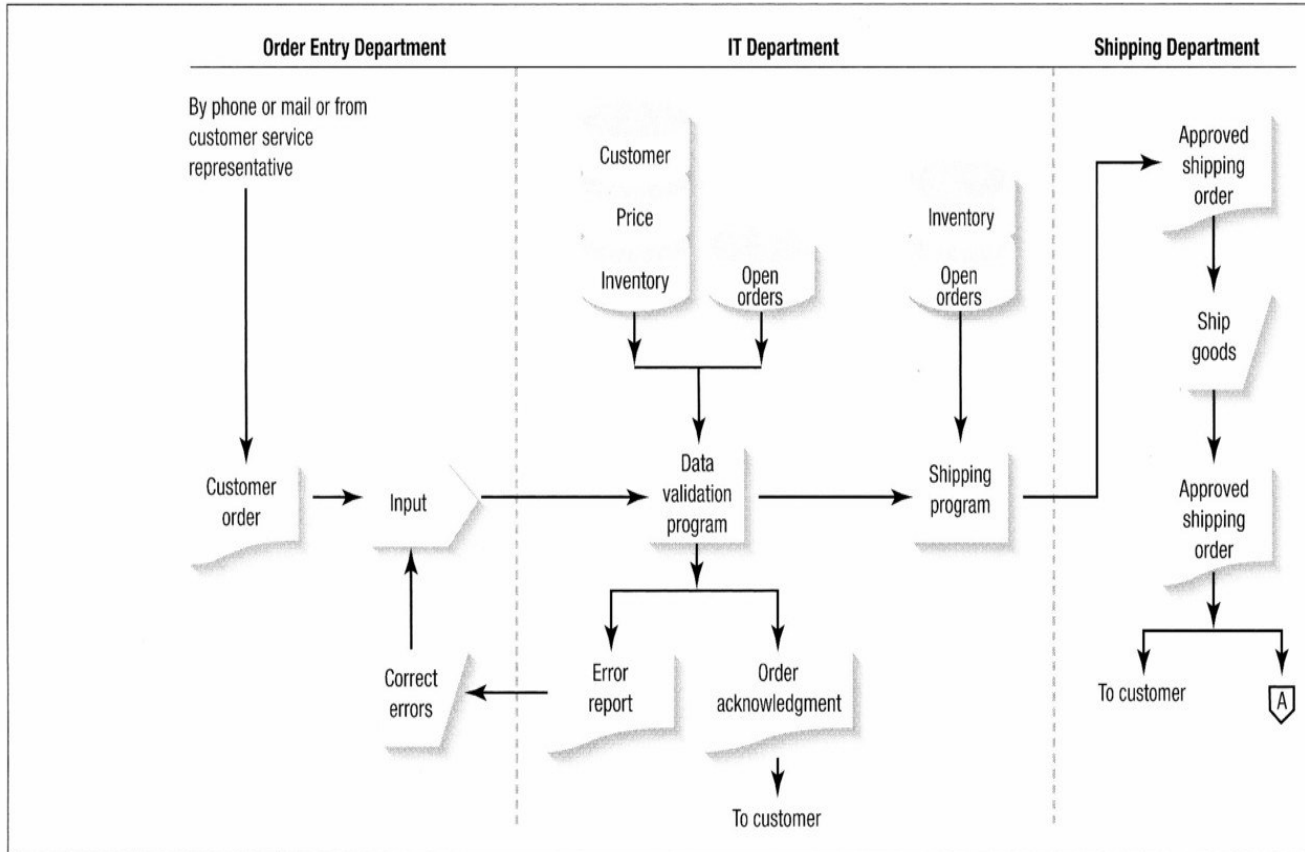 Order Entry Department
IT Department
Shipping Department
By phone or mail or from
customer service
representative
Customer
Price
Inventory
Open
orders
Inventory
Open
orders
Approved
shipping
order
Ship
goods
Customer
order
Input
Data
validation
program
Shipping
program
Approved
shipping
order
Correct
errors
Error
report
Order
acknowledgment
To customer
To customer
A